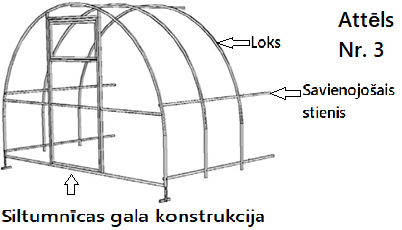 Attēls
Nr. 3
Loks
Savienojošais
stienis
Siltumnīcas gala konstrukcija